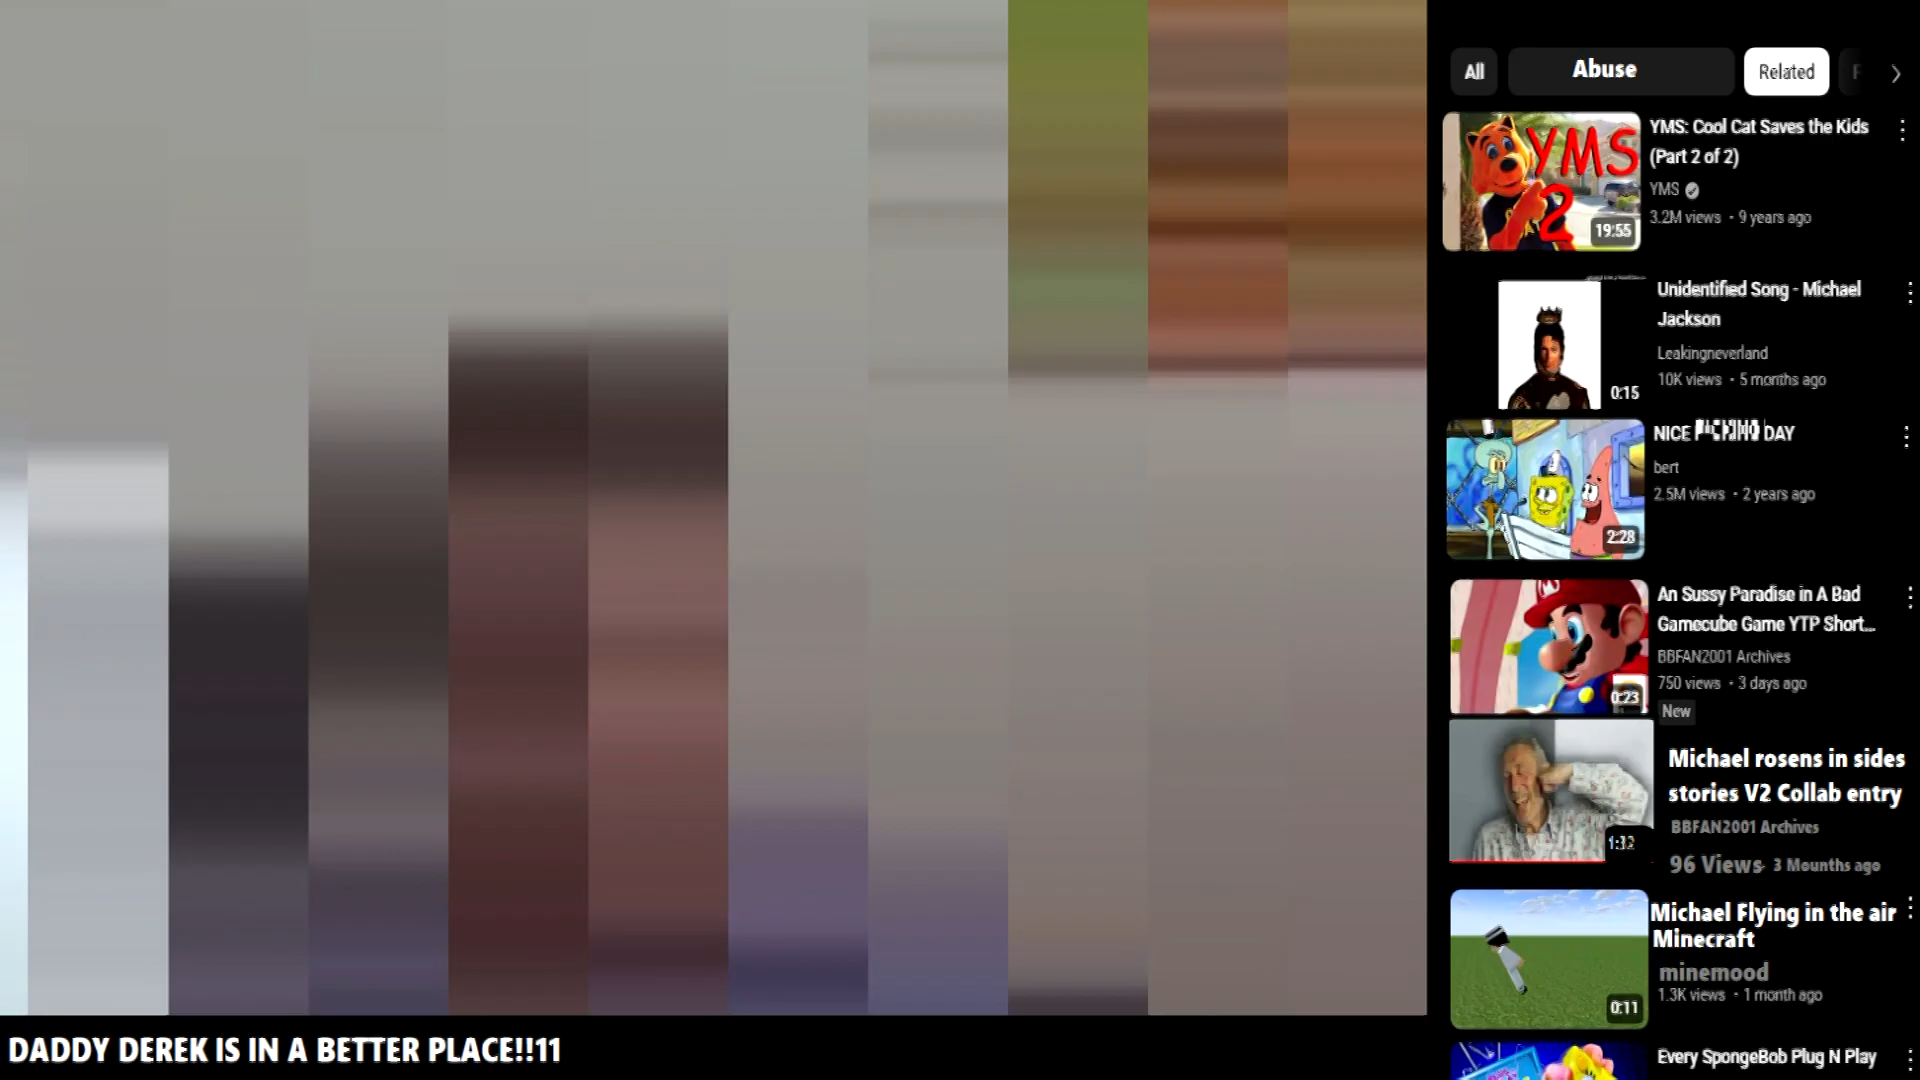 All
Abuse
Related
YMS
2
19:55
YMS: Cool Cat Saves the Kids
(Part 2 of 2)
YMS
3.2M views • 9 years ago
0:15
Unidentified Song - Michael
Jackson
Leakingneverland
10K views • 5 months ago
2:28
NICE DAY
bert
2.5M views • 2 years ago
M
0:23
An Sussy Paradise in A Bad
Gamecube Game YTP Short...
BBFAN2001 Archives
750 views • 3 days ago
New
Michael rosens in sides
stories V2 Collab entry
BBFAN2001 Archives
96 Views 3 Mounths ago
0:11
Michael Flying in the air
Minecraft
minemood
1.3K views • 1 month ago
Every SpongeBob Plug N Play
DADDY DEREK IS IN A BETTER PLACE!!11